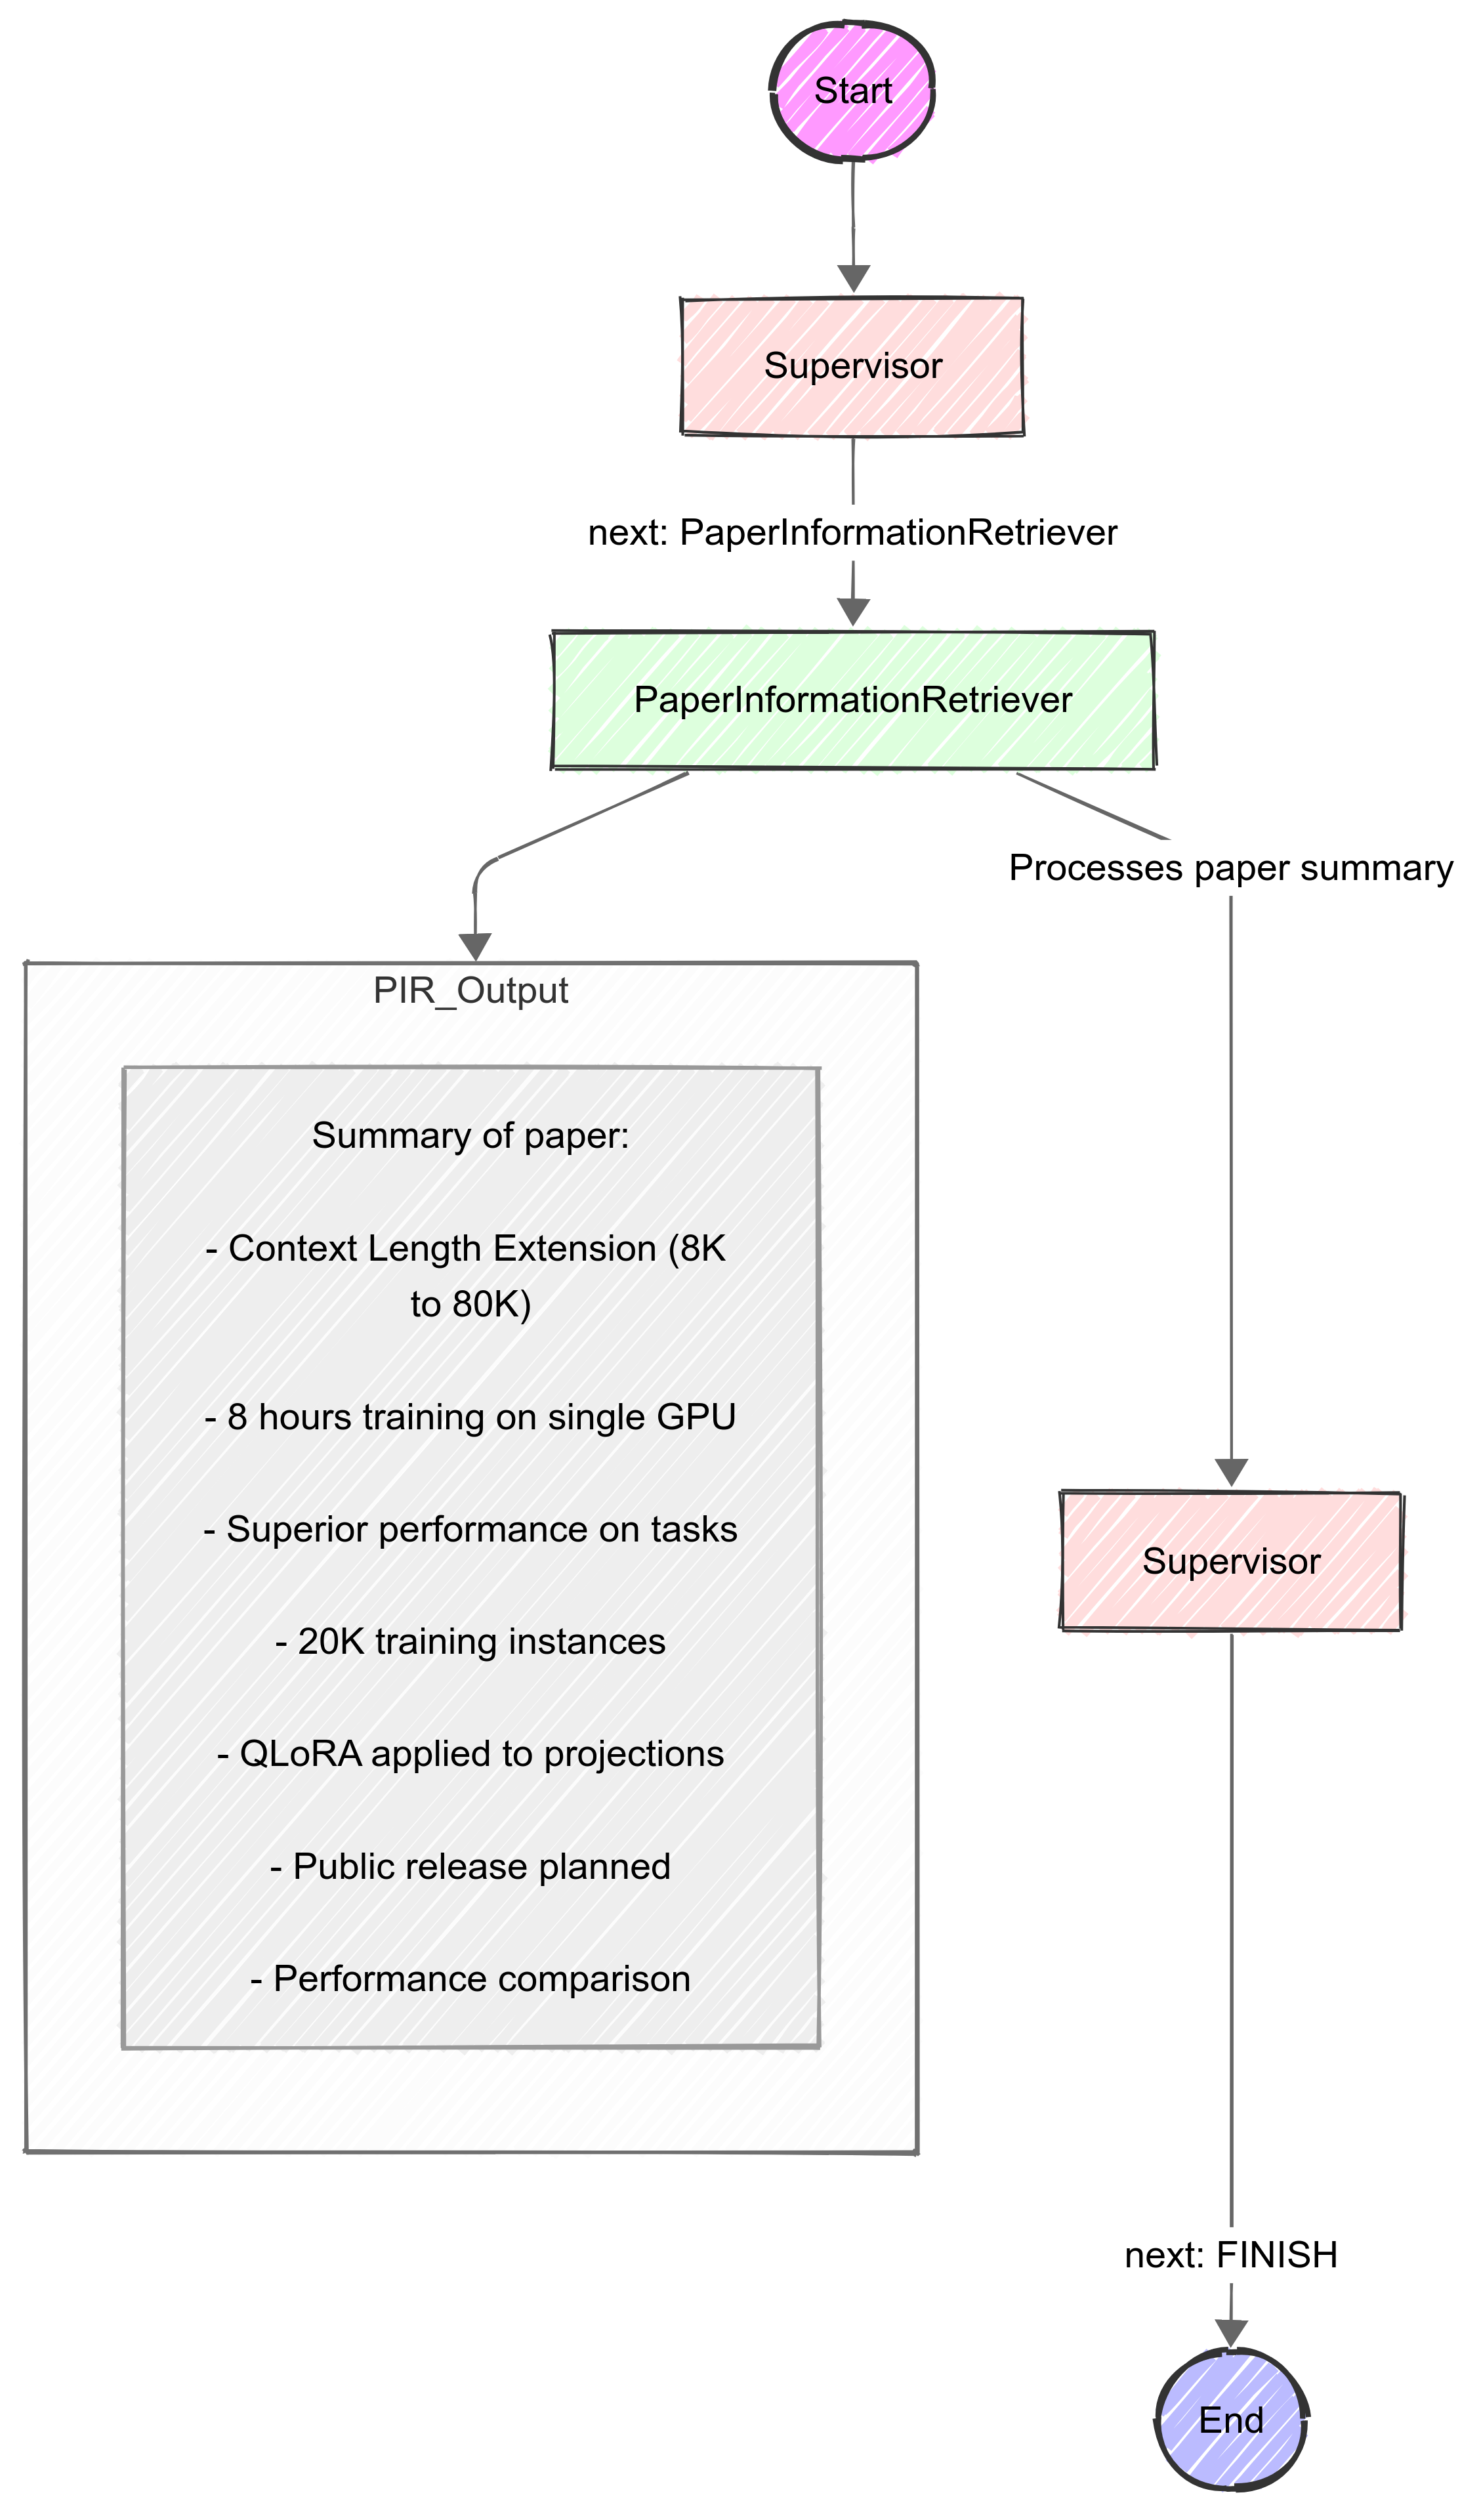 Start
Supervisor
next: PaperInformationRetriever
PaperInformationRetriever
Processes paper summary
PIR_Output
Summary of paper:
- Context Length Extension (8K
to 80K)
- 8 hours training on single GPU
- Superior performance on tasks
- 20K training instances
- QLoRA applied to projections
- Public release planned
- Performance comparison
Supervisor
next: FINISH
End